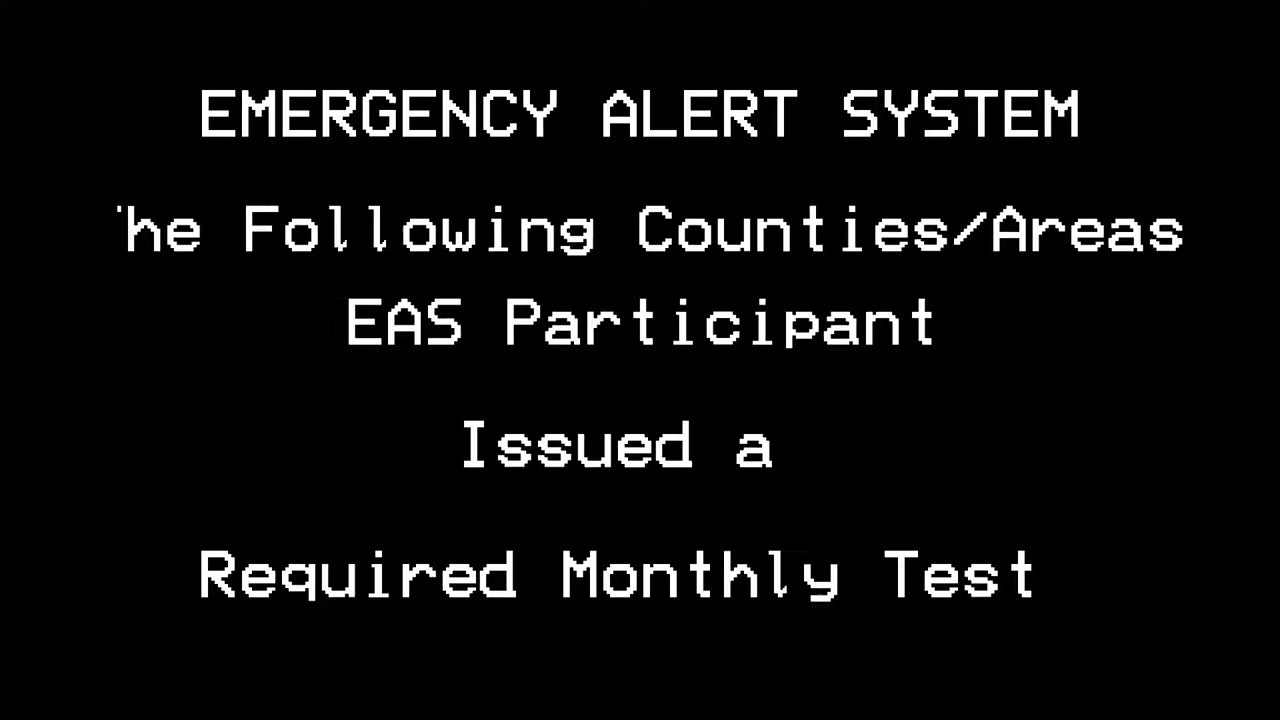 EMERGENCY ALERT SYSTEM
he Following Counties/Areas
EAS Participant
Issued a
Required Monthly Test